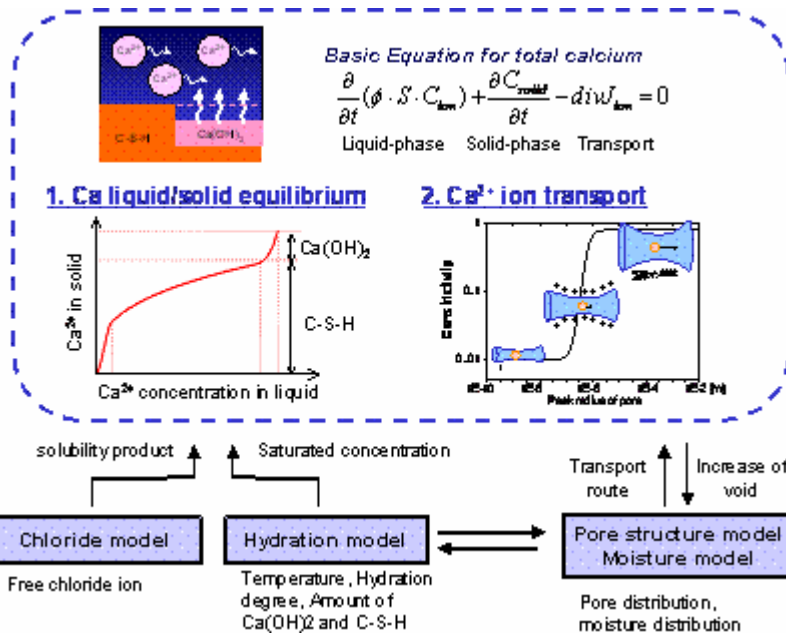 Ca²⁺
Ca²⁺
Ca²⁺
C-S-H
Ca(OH)₂
Basic Equation for total calcium
∂/∂t(ϕ · S · C_ion) + ∂C_solid/∂t − divJ_ion = 0
Liquid-phase Solid-phase Transport
1. Ca liquid/solid equilibrium
Ca²⁺ in solid
Ca(OH)₂
C-S-H
Ca²⁺ concentration in liquid
2. Ca²⁺ ion transport
1
0.1
0.01
Peak radius of pore
[m]
solubility product
Saturated concentration
Transport
route
Increase of
void
Chloride model
Hydration model
Pore structure model
Moisture model
Free chloride ion
Temperature, Hydration
degree, Amount of
Ca(OH)2 and C-S-H
Pore distribution,
moisture distribution